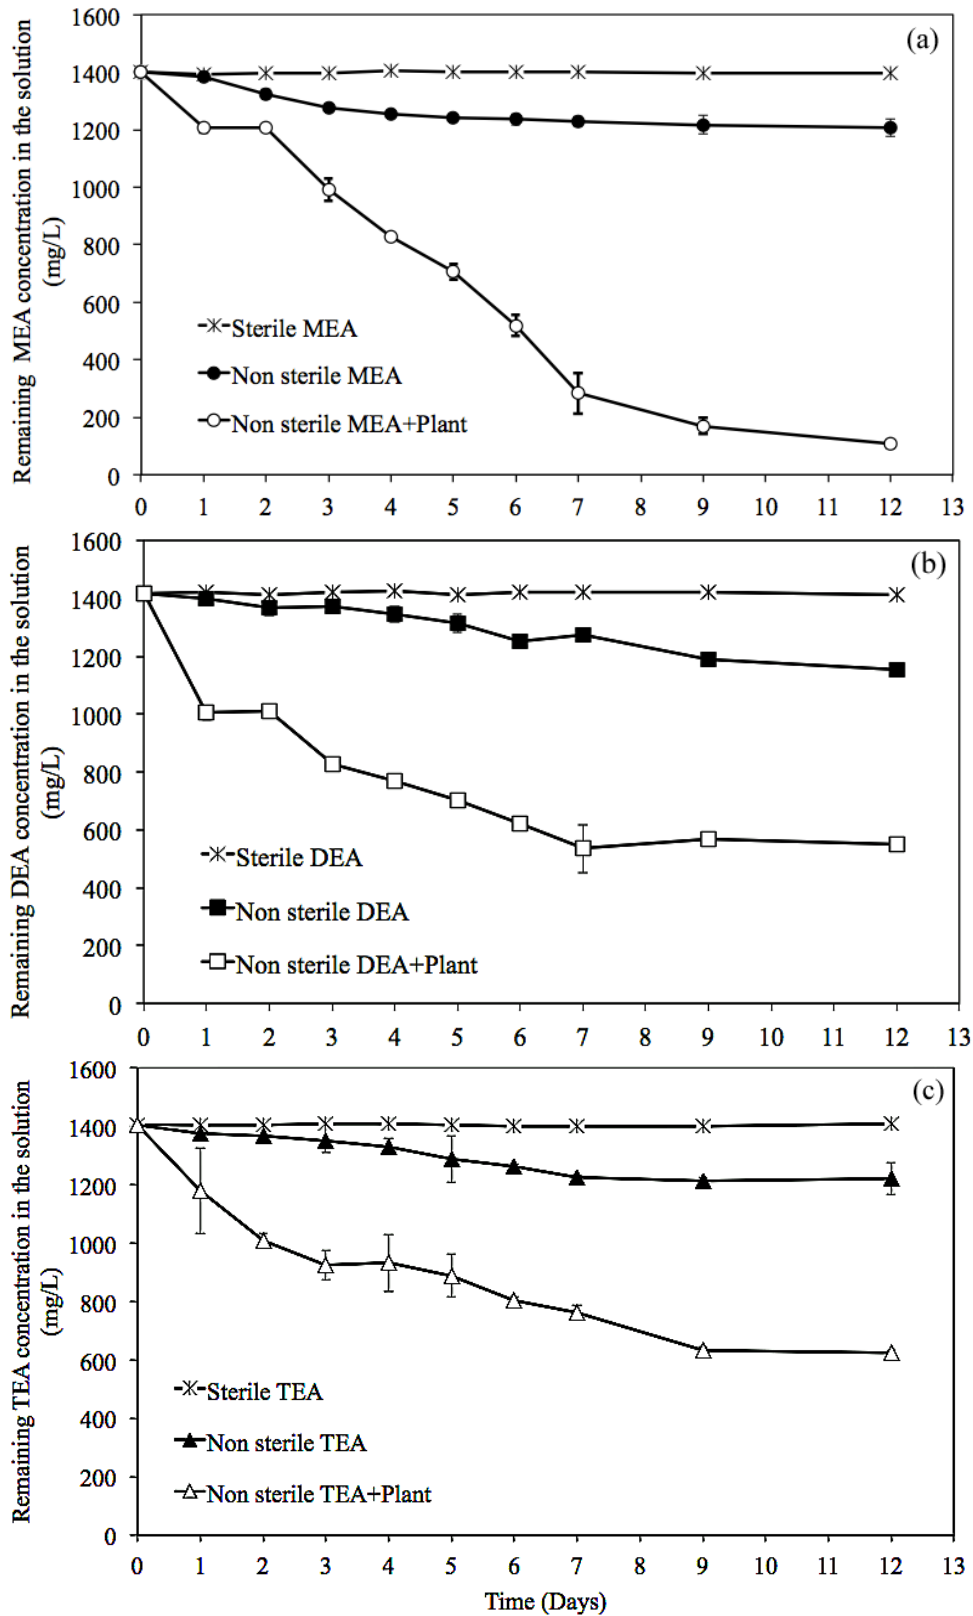 Remaining MEA concentration in the solution
(mg/L)
(a)
1600
1400
1200
1000
800
600
400
200
0
Sterile MEA
Non sterile MEA
Non sterile MEA+Plant
0 1 2 3 4 5 6 7 8 9 10 11 12 13
Remaining DEA concentration in the solution
(mg/L)
(b)
1600
1400
1200
1000
800
600
400
200
0
Sterile DEA
Non sterile DEA
Non sterile DEA+Plant
0 1 2 3 4 5 6 7 8 9 10 11 12 13
Remaining TEA concentration in the solution
(mg/L)
(c)
1600
1400
1200
1000
800
600
400
200
0
Sterile TEA
Non sterile TEA
Non sterile TEA+Plant
0 1 2 3 4 5 6 7 8 9 10 11 12 13
Time (Days)